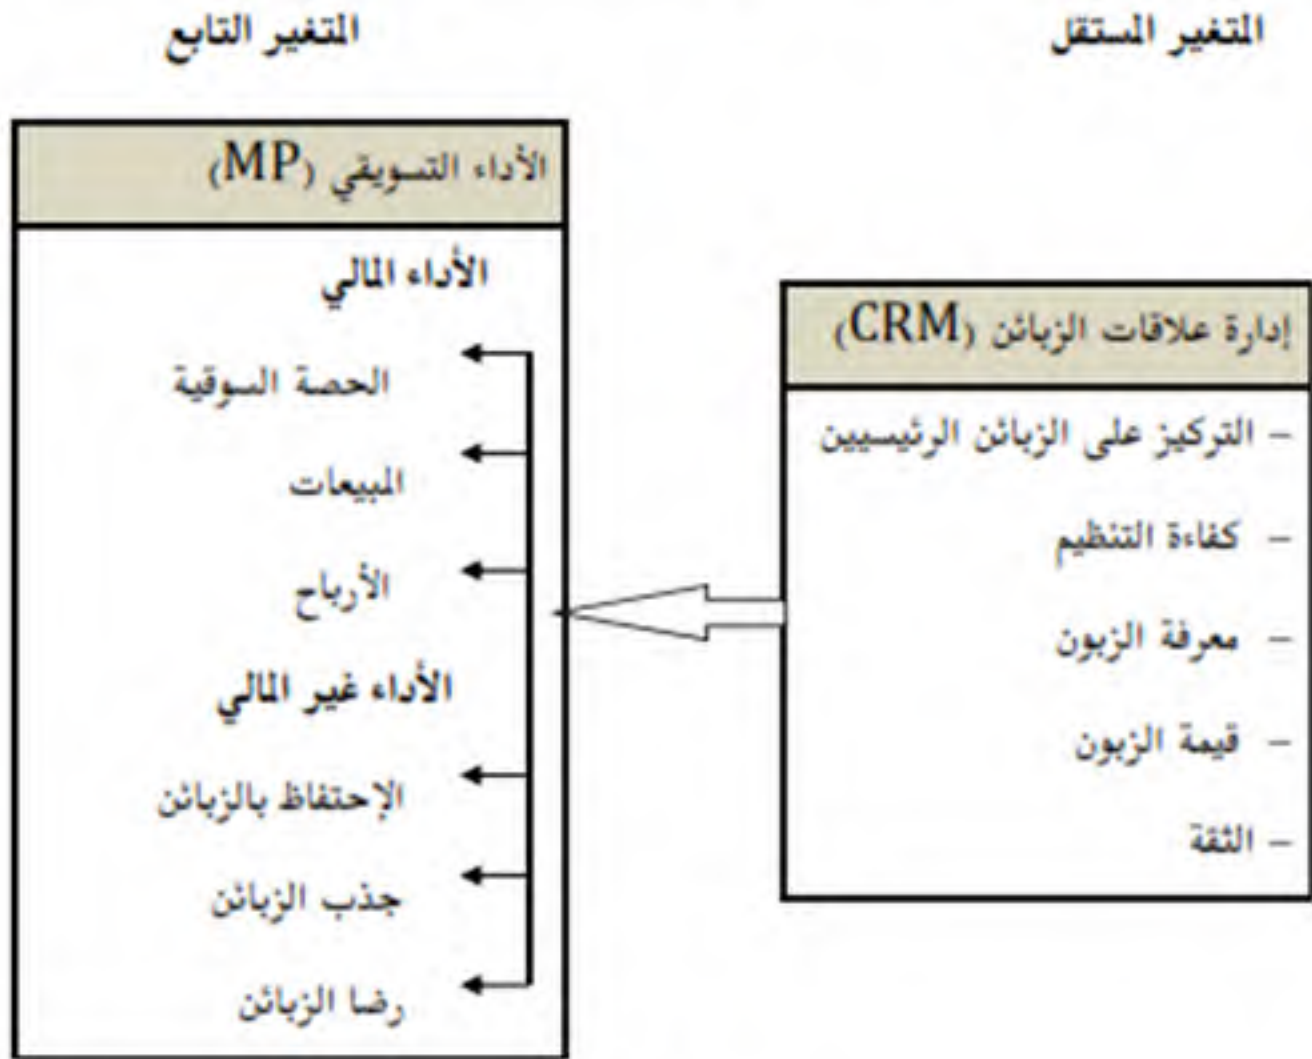 المتغير المستقل
المتغير التابع
إدارة علاقات الزبائن (CRM)
– التركيز على الزبائن الرئيسيين
– كفاءة التنظيم
– معرفة الزبون
– قيمة الزبون
– الثقة
الأداء التسويقي (MP)
الأداء المالي
الحصة السوقية
المبيعات
الأرباح
الأداء غير المالي
الإحتفاظ بالزبائن
جذب الزبائن
رضا الزبائن